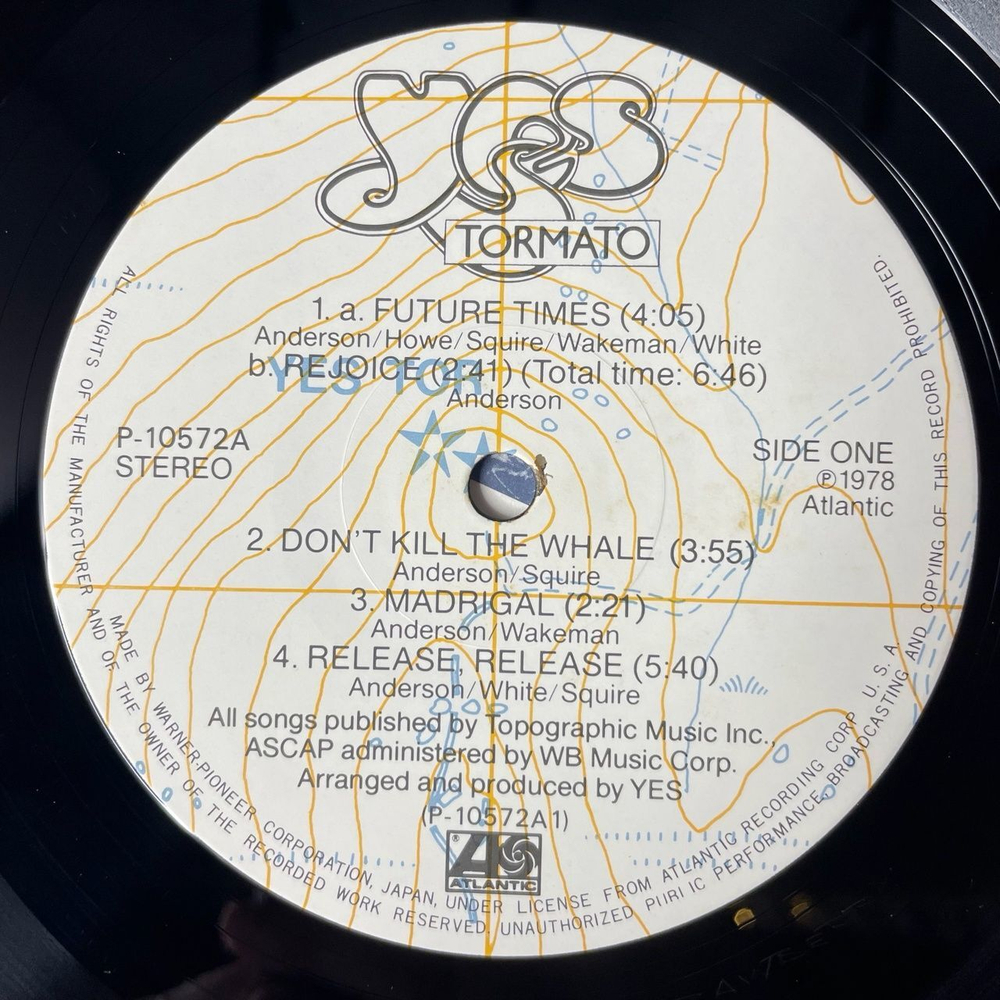 YES
TORMATO
1. a. FUTURE TIMES (4:05)
Anderson/Howe/Squire/Wakeman/White
b. REJOICE (2:41) (Total time: 6:46)
Anderson
YES TOR
P-10572A
STEREO
SIDE ONE
Ⓟ1978
Atlantic
2. DON'T KILL THE WHALE (3:55)
Anderson/Squire
3. MADRIGAL (2:21)
Anderson/Wakeman
4. RELEASE, RELEASE (5:40)
Anderson/White/Squire
All songs published by Topographic Music Inc.,
ASCAP administered by WB Music Corp.
Arranged and produced by YES
(P-10572A1)
®
ATLANTIC
MADE BY WARNER-PIONEER CORPORATION, JAPAN, UNDER LICENSE FROM ATLANTIC RECORDING CORP. U. S. A.
ALL RIGHTS OF THE MANUFACTURER AND OF THE OWNER OF THE RECORDED WORK RESERVED. UNAUTHORIZED PIIRI IC PERFORMANCE, BROADCASTING AND COPYING OF THIS RECORD PROHIBITED.